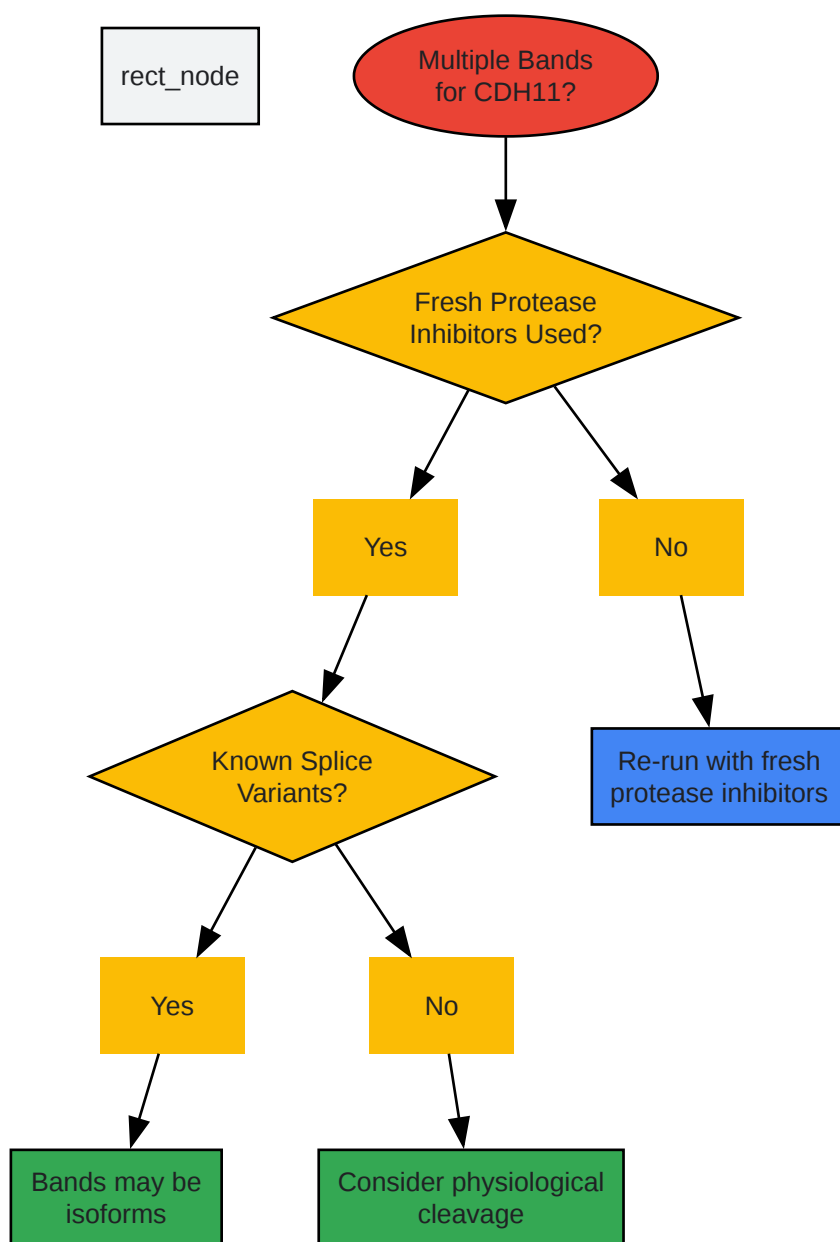 rect_node
Multiple Bands
for CDH11?
Fresh Protease
Inhibitors Used?
Yes
No
Known Splice
Variants?
Re-run with fresh
protease inhibitors
Yes
No
Bands may be
isoforms
Consider physiological
cleavage